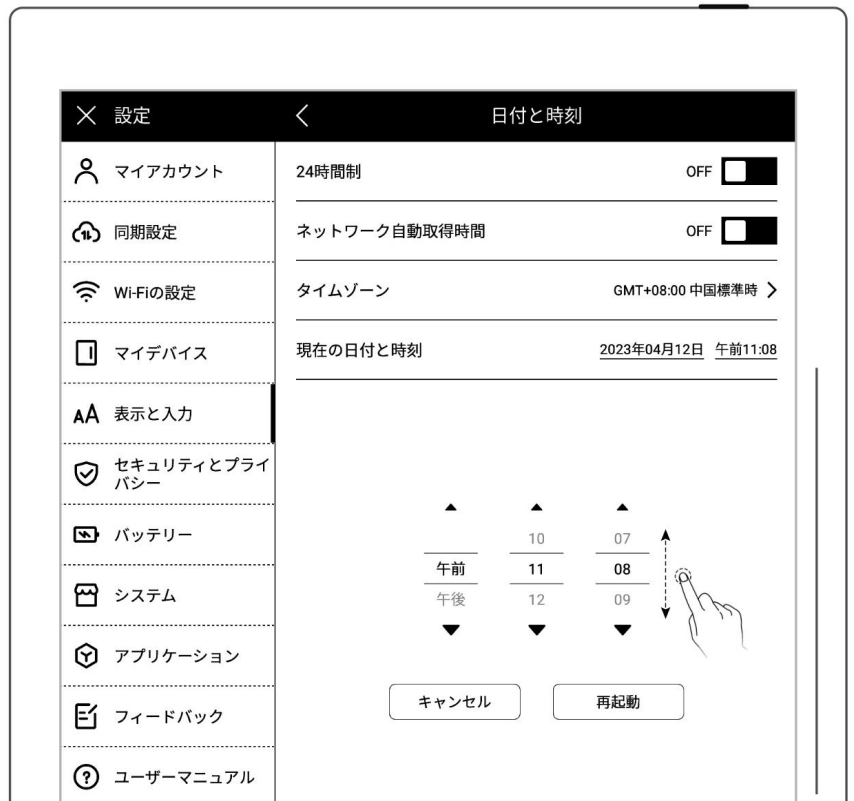 設定
日付と時刻
マイアカウント
同期設定
Wi-Fiの設定
マイデバイス
AA 表示と入力
セキュリティとプライ
バシー
バッテリー
システム
アプリケーション
フィードバック
ユーザーマニュアル
24時間制 OFF
ネットワーク自動取得時間 OFF
タイムゾーン GMT+08:00 中国標準時
現在の日付と時刻 2023年04月12日 午前11:08
10 07
午前 11 08
午後 12 09
キャンセル 再起動